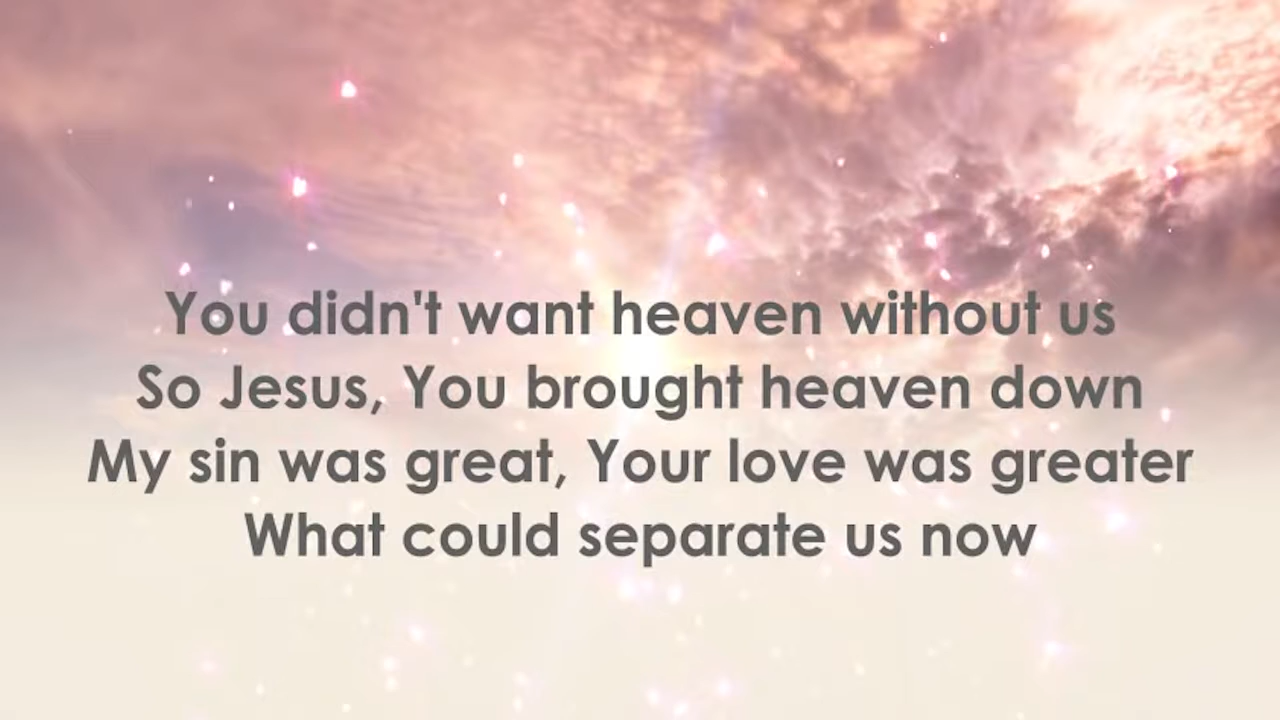 You didn't want heaven without us
So Jesus, You brought heaven down
My sin was great, Your love was greater
What could separate us now